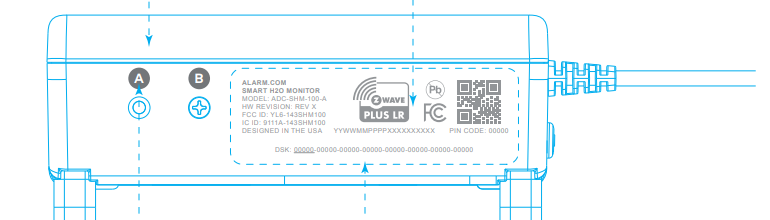 A
B
ALARM.COM
SMART H2O MONITOR
MODEL: ADC-SHM-100-A
HW REVISION: REV X
FCC ID: YL6-143SHM100
IC ID: 9111A-143SHM100
DESIGNED IN THE USA YYWWMMPPPPXXXXXXXXXX PIN CODE: 00000
Z WAVE
PLUS LR
Pb
FC
DSK: 00000-00000-00000-00000-00000-00000-00000-00000